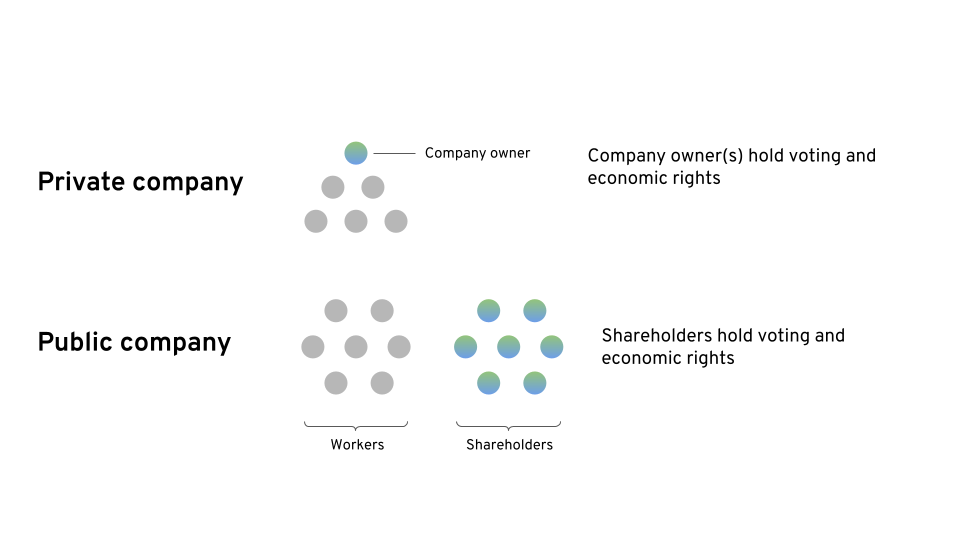 Private company
Company owner
Company owner(s) hold voting and
economic rights
Public company
Shareholders hold voting and
economic rights
Workers
Shareholders